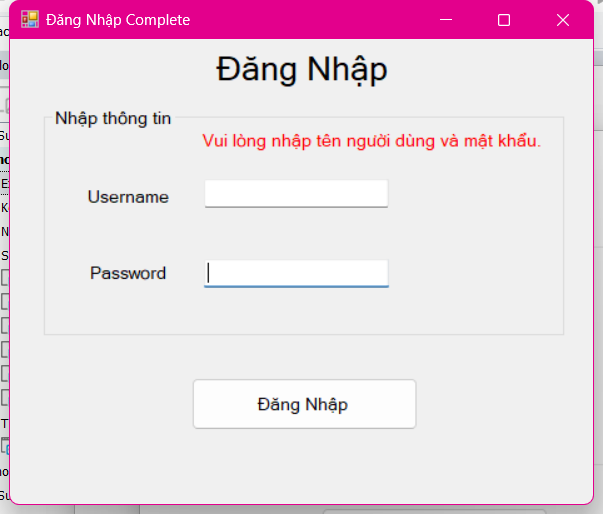 Đăng Nhập Complete
Đăng Nhập
Nhập thông tin
Vui lòng nhập tên người dùng và mật khẩu.
Username
Password
Đăng Nhập